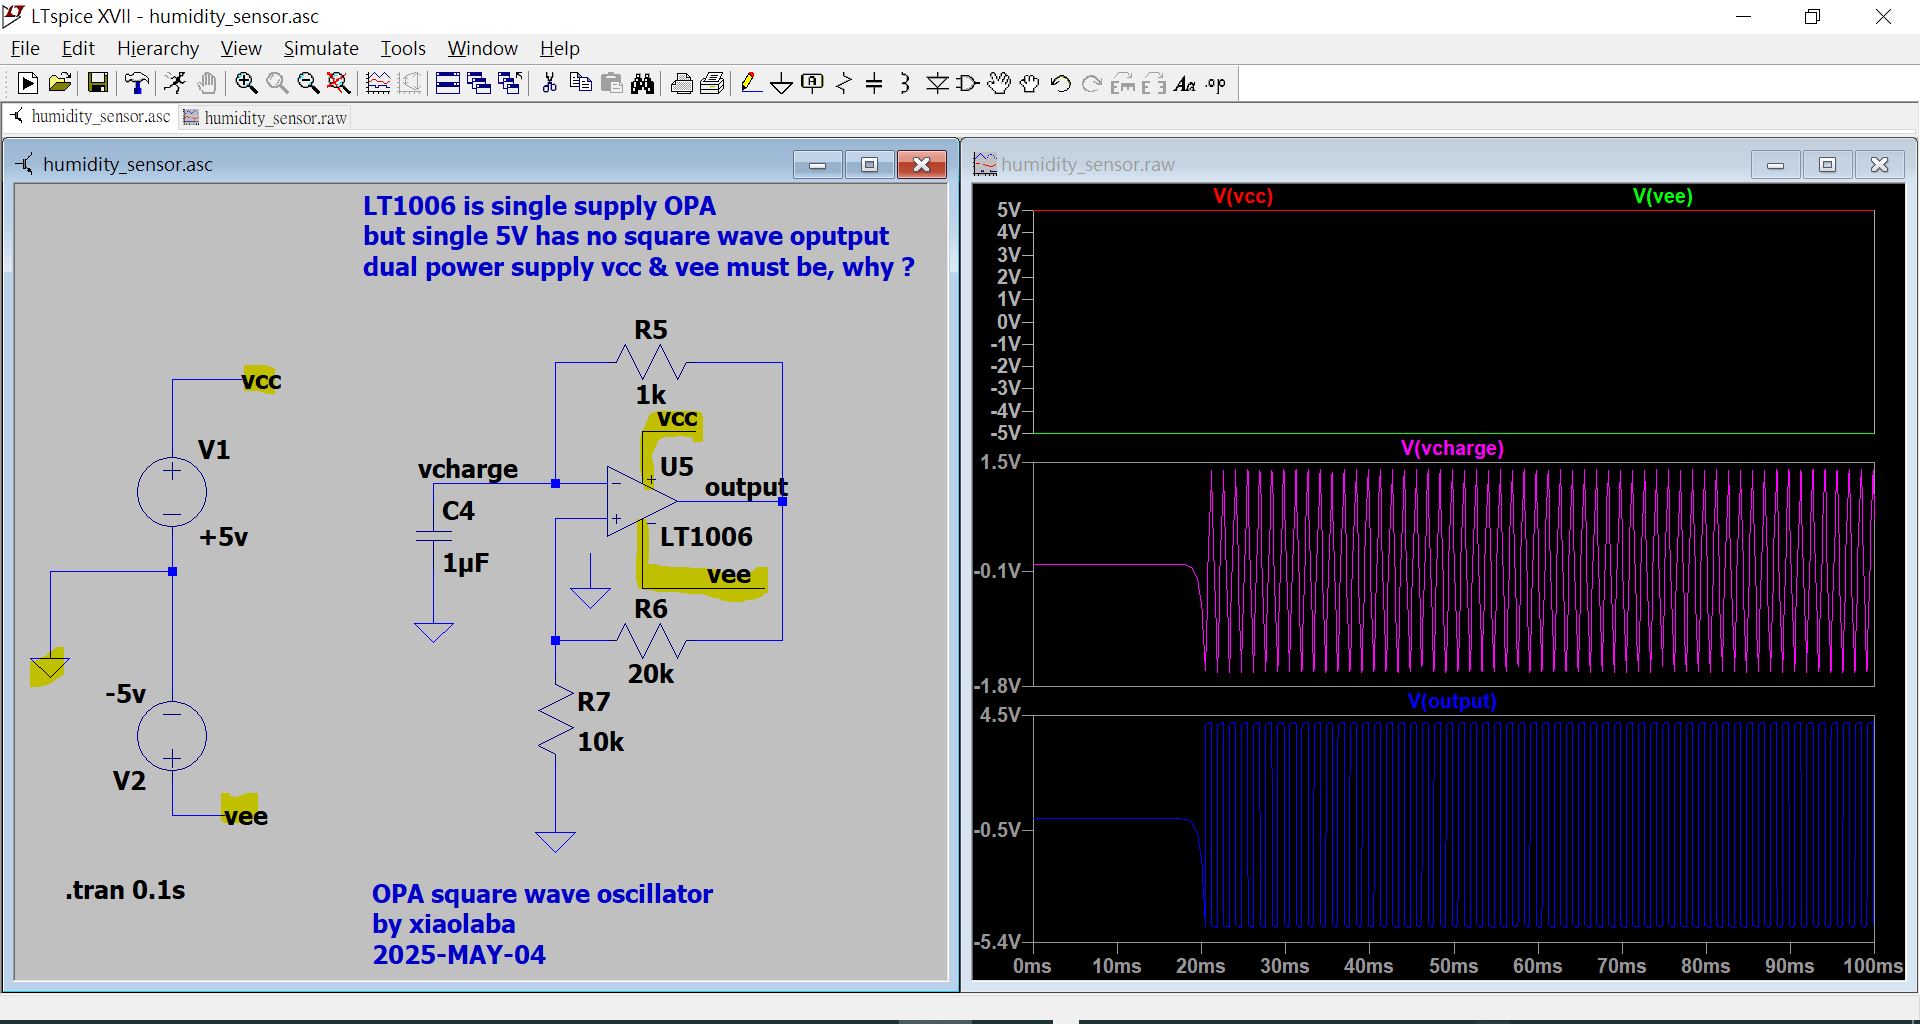 LTspice XVII - humidity_sensor.asc
File Edit Hierarchy View Simulate Tools Window Help
humidity_sensor.asc humidity_sensor.raw
humidity_sensor.asc
LT1006 is single supply OPA
but single 5V has no square wave oputput
dual power supply vcc & vee must be, why ?
R5
1k
vcc
vcc
V1
+5v
vcharge
U5
output
C4
1µF
LT1006
vee
R6
20k
-5v
V2
vee
R7
10k
.tran 0.1s
OPA square wave oscillator
by xiaolaba
2025-MAY-04
humidity_sensor.raw
V(vcc) V(vee)
5V
4V
3V
2V
1V
0V
-1V
-2V
-3V
-4V
-5V
V(vcharge)
1.5V
-0.1V
-1.8V
V(output)
4.5V
-0.5V
-5.4V
0ms 10ms 20ms 30ms 40ms 50ms 60ms 70ms 80ms 90ms 100ms